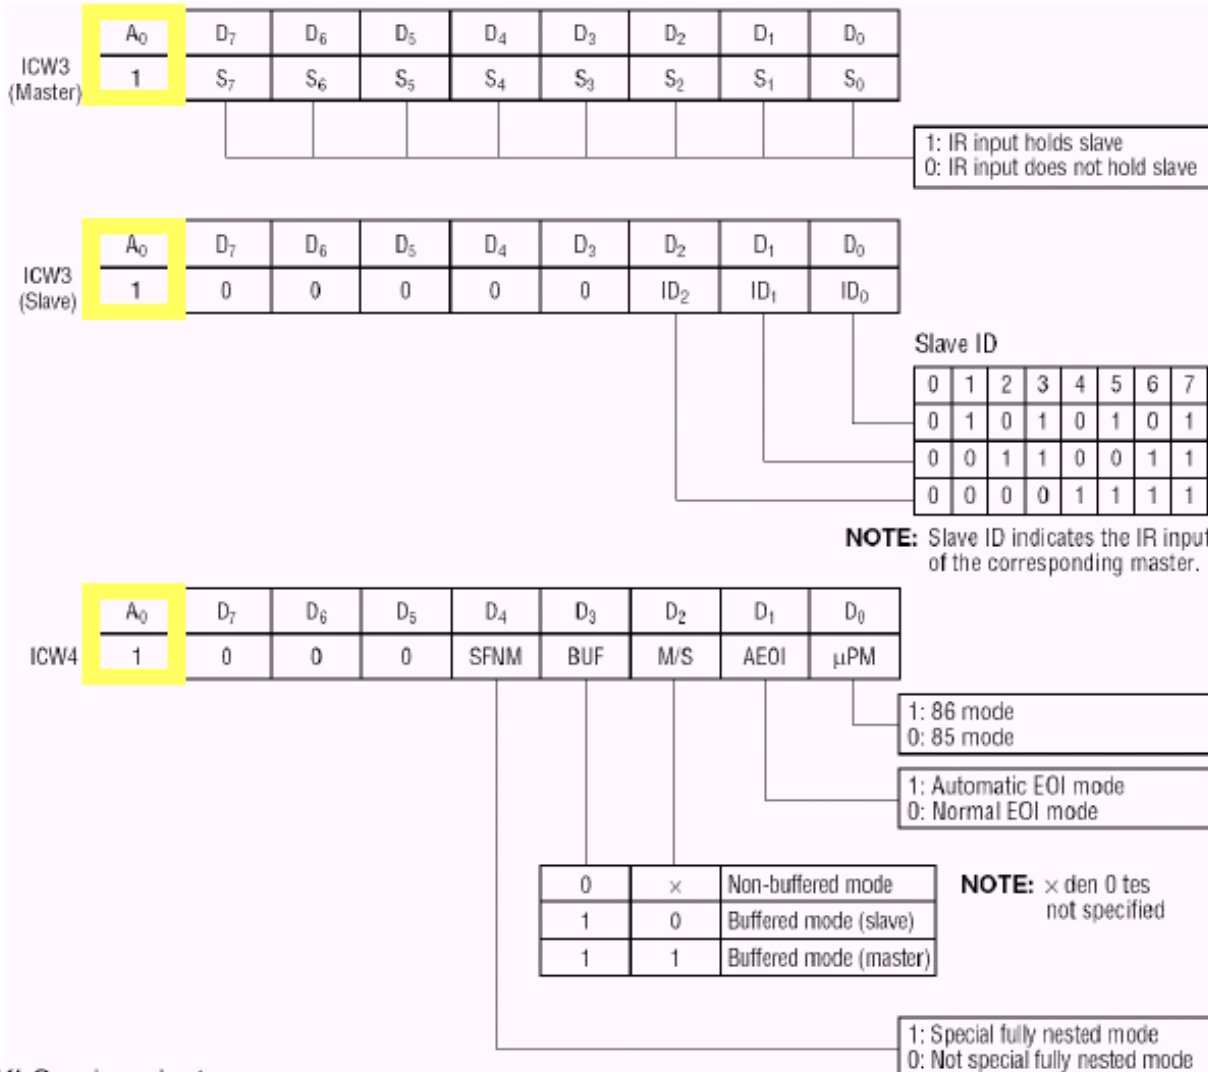 A0 D7 D6 D5 D4 D3 D2 D1 D0
ICW3
(Master)
1 S7 S6 S5 S4 S3 S2 S1 S0
1: IR input holds slave
0: IR input does not hold slave
A0 D7 D6 D5 D4 D3 D2 D1 D0
ICW3
(Slave)
1 0 0 0 0 0 ID2 ID1 ID0
Slave ID
0 1 2 3 4 5 6 7
0 1 0 1 0 1 0 1
0 0 1 1 0 0 1 1
0 0 0 0 1 1 1 1
NOTE: Slave ID indicates the IR input
of the corresponding master.
A0 D7 D6 D5 D4 D3 D2 D1 D0
ICW4 1 0 0 0 SFNM BUF M/S AEOI μPM
1: 86 mode
0: 85 mode
1: Automatic EOI mode
0: Normal EOI mode
0 × Non-buffered mode
1 0 Buffered mode (slave)
1 1 Buffered mode (master)
NOTE: × den 0 tes
not specified
1: Special fully nested mode
0: Not special fully nested mode